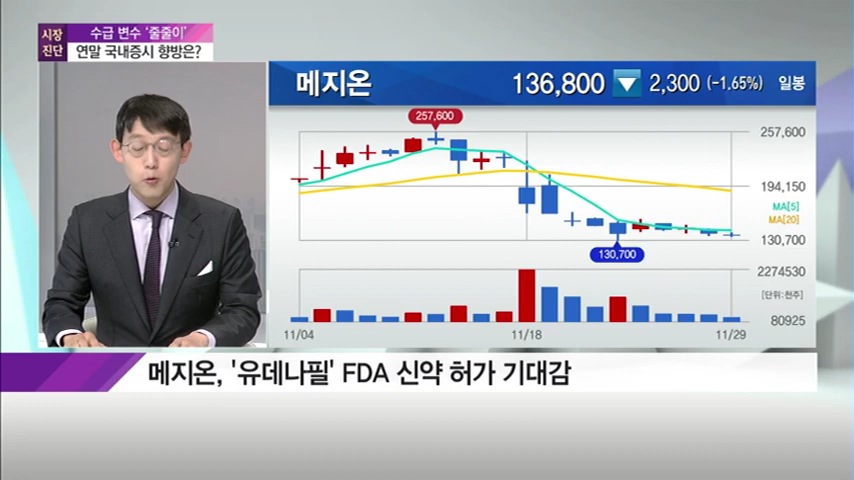 시장
진단
수급 변수 '줄줄이'
연말 국내증시 향방은?
메지온 136,800 ▼ 2,300 (-1.65%) 일봉
257,600
257,600
194,150
MA[5]
MA[20]
130,700
130,700
2274530
[단위:천주]
80925
11/04 11/18 11/29
메지온, '유데나필' FDA 신약 허가 기대감